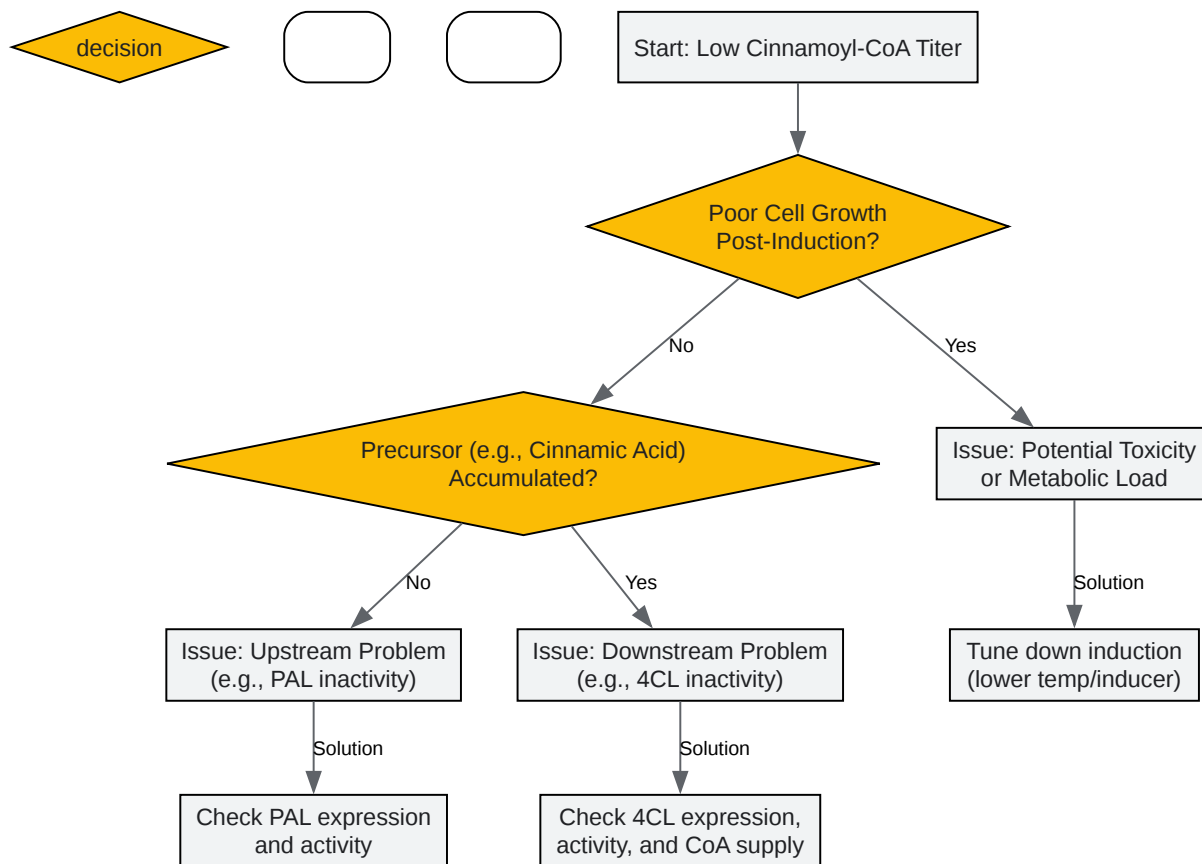 decision
Start: Low Cinnamoyl-CoA Titer
Poor Cell Growth
Post-Induction?
No
Yes
Precursor (e.g., Cinnamic Acid)
Accumulated?
Issue: Potential Toxicity
or Metabolic Load
No
Yes
Solution
Issue: Upstream Problem
(e.g., PAL inactivity)
Issue: Downstream Problem
(e.g., 4CL inactivity)
Tune down induction
(lower temp/inducer)
Solution
Solution
Check PAL expression
and activity
Check 4CL expression,
activity, and CoA supply